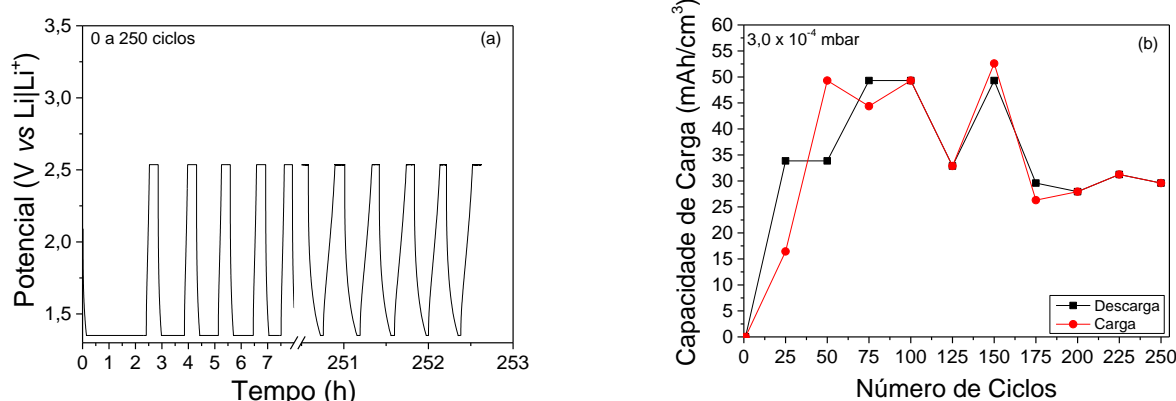 0 a 250 ciclos
(a)
Potencial (V vs Li|Li⁺)
3,5
3,0
2,5
2,0
1,5
0 1 2 3 4 5 6 7 251 252 253
Tempo (h)
3,0 x 10⁻⁴ mbar
(b)
Capacidade de Carga (mAh/cm³)
60
55
50
45
40
35
30
25
20
15
10
5
0
Descarga
Carga
0 25 50 75 100 125 150 175 200 225 250
Número de Ciclos